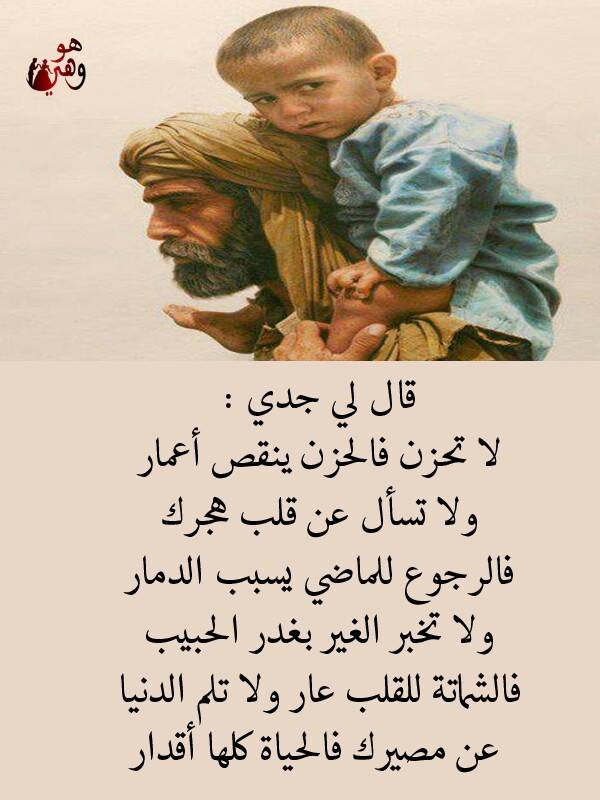 هو
وهي
قال لي جدي :
لا تحزن فالحزن ينقص أعمار
ولا تسأل عن قلب هجرك
فالرجوع للماضي يسبب الدمار
ولا تخبر الغير بغدر الحبيب
فالشماتة للقلب عار ولا تلم الدنيا
عن مصيرك فالحياة كلها أقدار